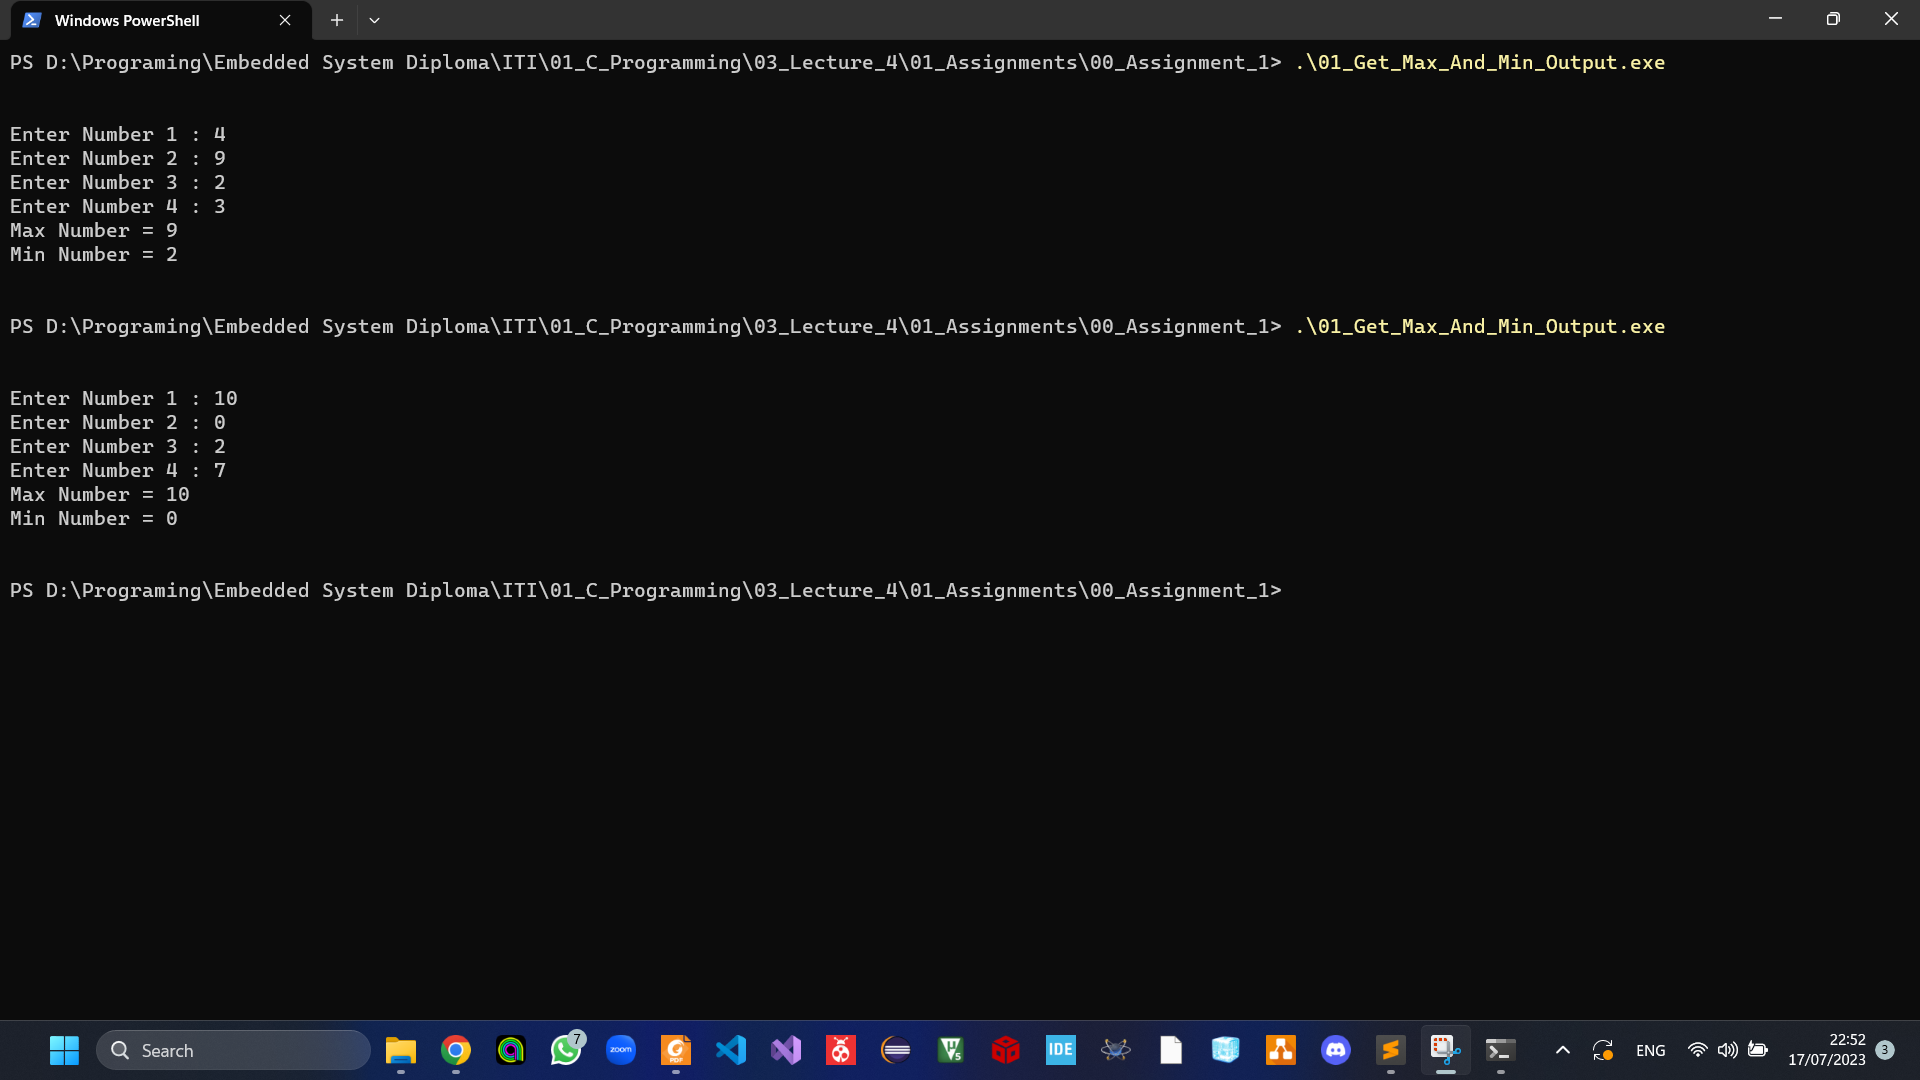 Windows PowerShell
PS D:\Programing\Embedded System Diploma\ITI\01_C_Programming\03_Lecture_4\01_Assignments\00_Assignment_1> .\01_Get_Max_And_Min_Output.exe
Enter Number 1 : 4
Enter Number 2 : 9
Enter Number 3 : 2
Enter Number 4 : 3
Max Number = 9
Min Number = 2
PS D:\Programing\Embedded System Diploma\ITI\01_C_Programming\03_Lecture_4\01_Assignments\00_Assignment_1> .\01_Get_Max_And_Min_Output.exe
Enter Number 1 : 10
Enter Number 2 : 0
Enter Number 3 : 2
Enter Number 4 : 7
Max Number = 10
Min Number = 0
PS D:\Programing\Embedded System Diploma\ITI\01_C_Programming\03_Lecture_4\01_Assignments\00_Assignment_1>
Search
7
zoom
PDF
V5
IDE
ENG
22:52
17/07/2023
3